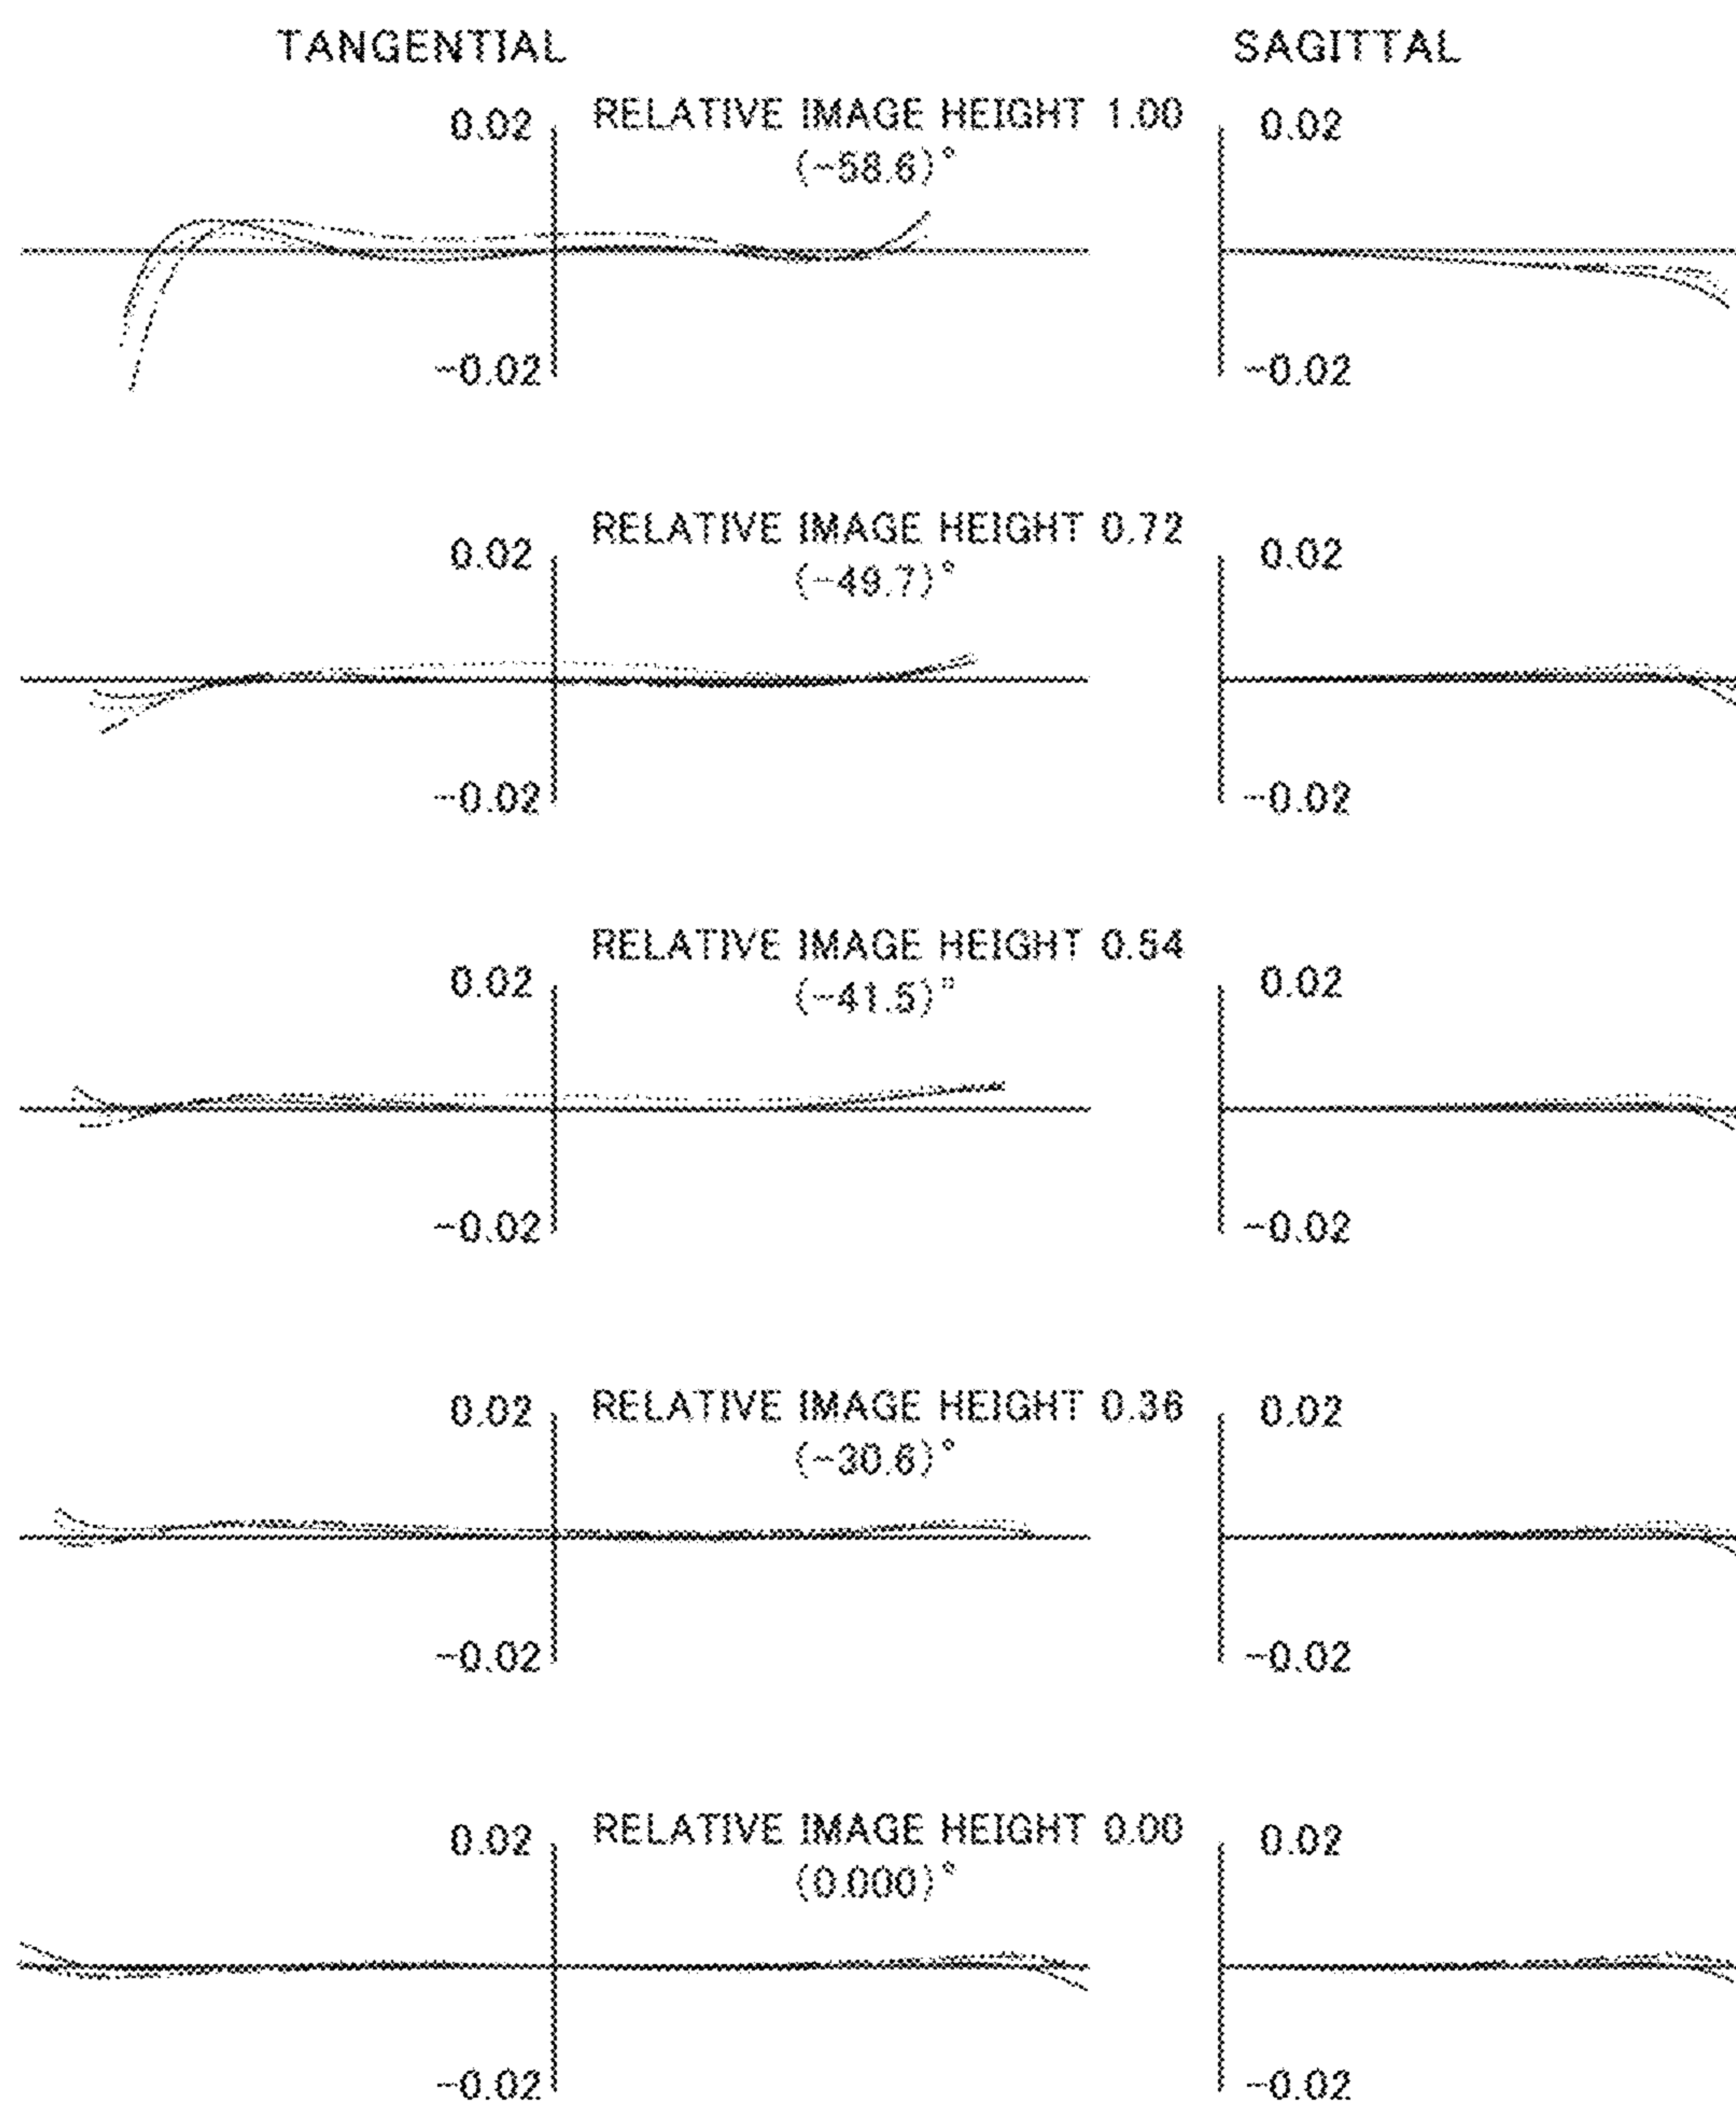 TANGENTIAL SAGITTAL
0.02 RELATIVE IMAGE HEIGHT 1.00 0.02
(-58.6)°
-0.02 -0.02
RELATIVE IMAGE HEIGHT 0.72
0.02 0.02
(-49.7)°
-0.02 -0.02
RELATIVE IMAGE HEIGHT 0.54
0.02 0.02
(-41.5)°
-0.02 -0.02
0.02 RELATIVE IMAGE HEIGHT 0.36 0.02
(-30.6)°
-0.02 -0.02
0.02 RELATIVE IMAGE HEIGHT 0.00 0.02
(0.000)°
-0.02 -0.02